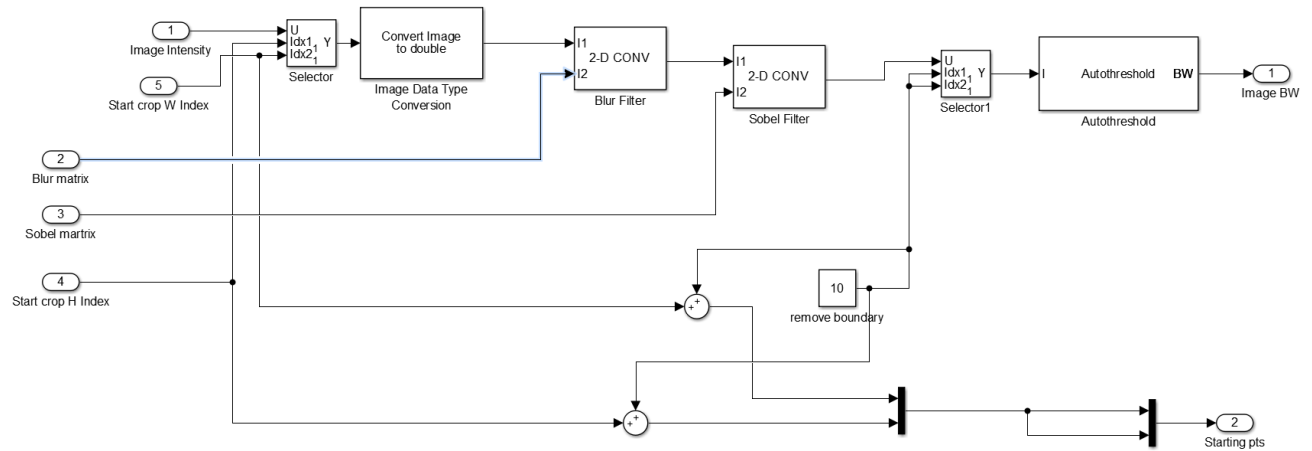 1
Image Intensity
5
Start crop W Index
U
Idx1 Y
Idx2 1
1
Selector
Convert Image
to double
Image Data Type
Conversion
I1
2-D CONV
I2
Blur Filter
I1
2-D CONV
I2
Sobel Filter
U
Idx1 Y
Idx2 1
1
Selector1
I Autothreshold BW
Autothreshold
1
Image BW
2
Blur matrix
3
Sobel martrix
4
Start crop H Index
10
remove boundary
+
+
+
+
2
Starting pts